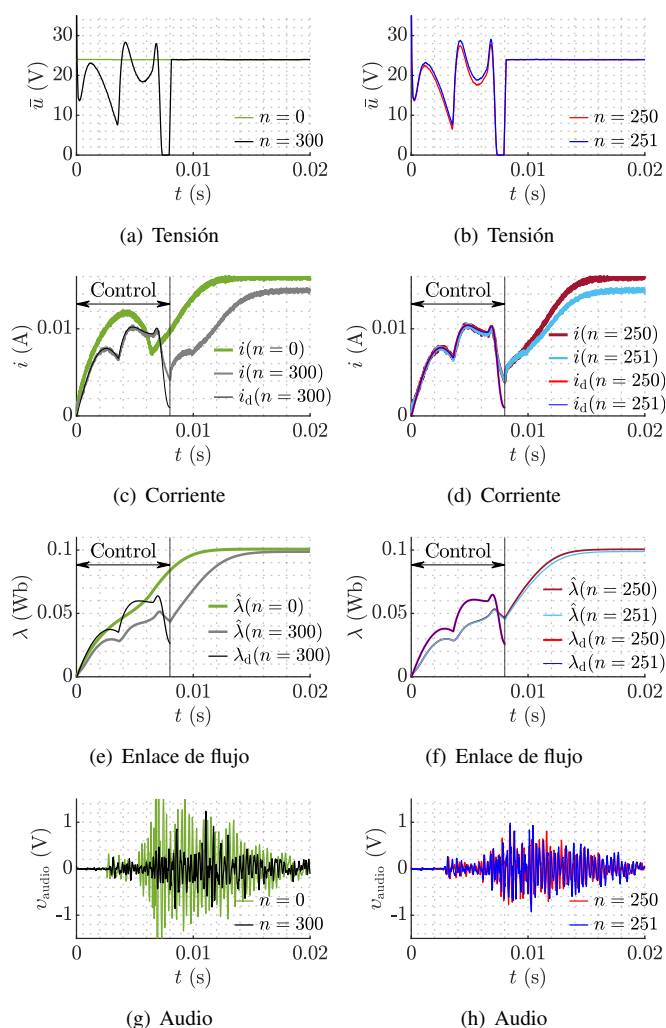 30
20
10
0
ū (V)
n = 0
n = 300
0 0.01 0.02
t (s)
(a) Tensión
30
20
10
0
ū (V)
n = 250
n = 251
0 0.01 0.02
t (s)
(b) Tensión
Control
0.01
0
i (A)
i(n = 0)
i(n = 300)
i_d(n = 300)
0 0.01 0.02
t (s)
(c) Corriente
Control
0.01
0
i (A)
i(n = 250)
i(n = 251)
i_d(n = 250)
i_d(n = 251)
0 0.01 0.02
t (s)
(d) Corriente
0.1
Control
0.05
0
λ (Wb)
λ̂(n = 0)
λ̂(n = 300)
λ_d(n = 300)
0 0.01 0.02
t (s)
(e) Enlace de flujo
0.1
Control
0.05
0
λ (Wb)
λ̂(n = 250)
λ̂(n = 251)
λ_d(n = 250)
λ_d(n = 251)
0 0.01 0.02
t (s)
(f) Enlace de flujo
1
0
-1
v_audio (V)
n = 0
n = 300
0 0.01 0.02
t (s)
(g) Audio
1
0
-1
v_audio (V)
n = 250
n = 251
0 0.01 0.02
t (s)
(h) Audio